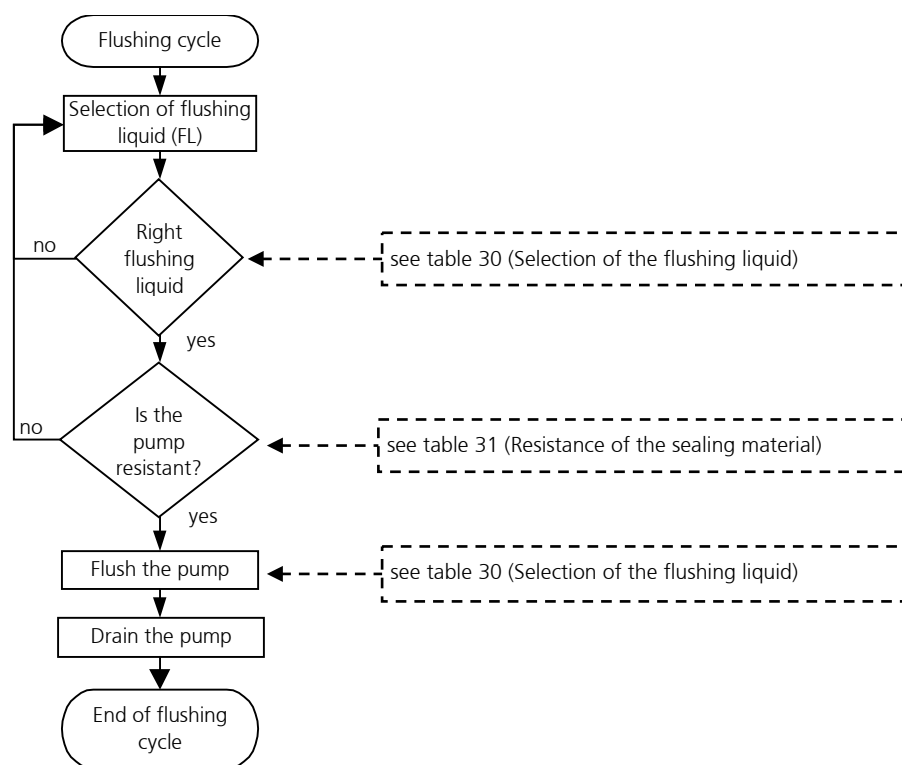 Flushing cycle
Selection of flushing
liquid (FL)
Right
flushing
liquid
no
see table 30 (Selection of the flushing liquid)
yes
Is the
pump
resistant?
no
see table 31 (Resistance of the sealing material)
yes
Flush the pump
see table 30 (Selection of the flushing liquid)
Drain the pump
End of flushing
cycle